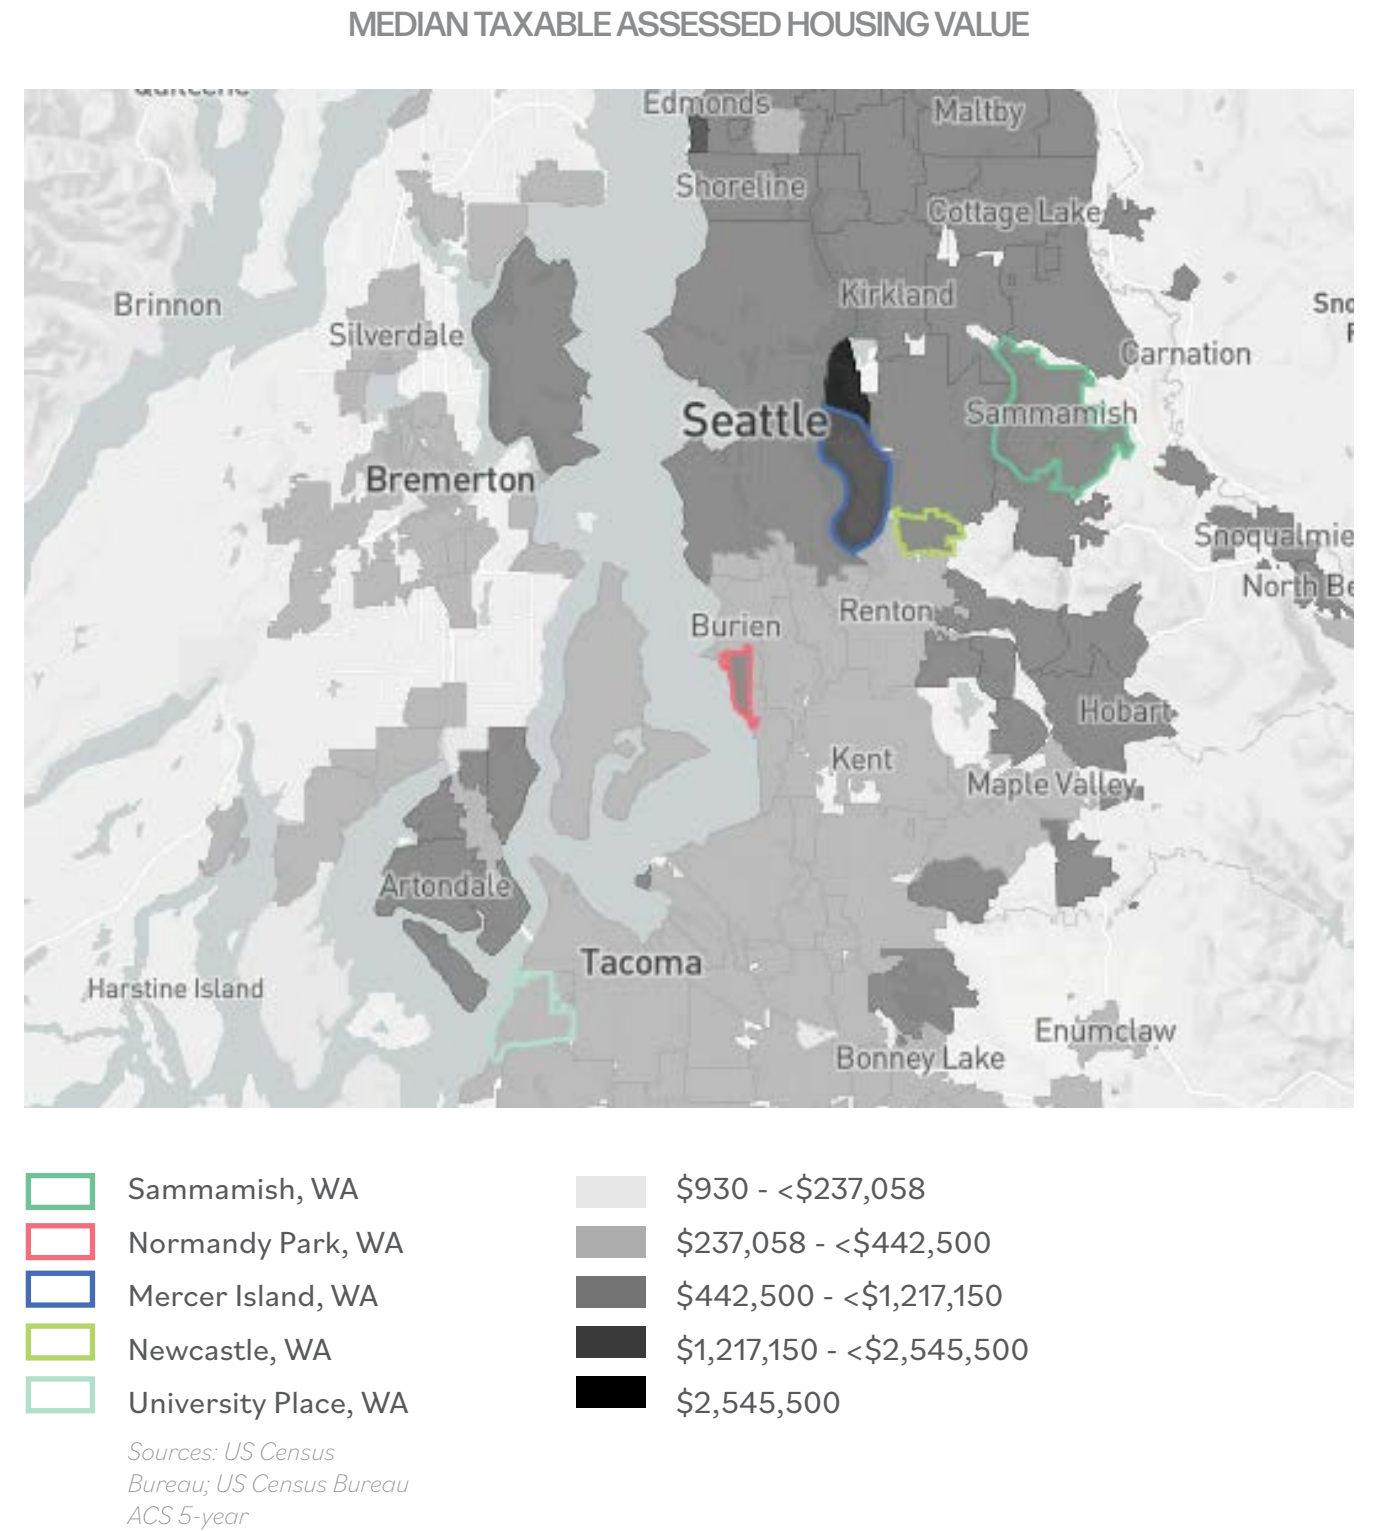 MEDIAN TAXABLE ASSESSED HOUSING VALUE
Edmonds
Maltby
Shoreline
Cottage Lake
Brinnon
Silverdale
Kirkland
Carnation
Seattle
Sammamish
Bremerton
Snoqualmie
North Be
Burien
Renton
Hobart
Kent
Maple Valley
Artondale
Tacoma
Harstine Island
Enumclaw
Bonney Lake
Sammamish, WA
Normandy Park, WA
Mercer Island, WA
Newcastle, WA
University Place, WA
Sources: US Census
Bureau; US Census Bureau
ACS 5-year
$930 - <$237,058
$237,058 - <$442,500
$442,500 - <$1,217,150
$1,217,150 - <$2,545,500
$2,545,500